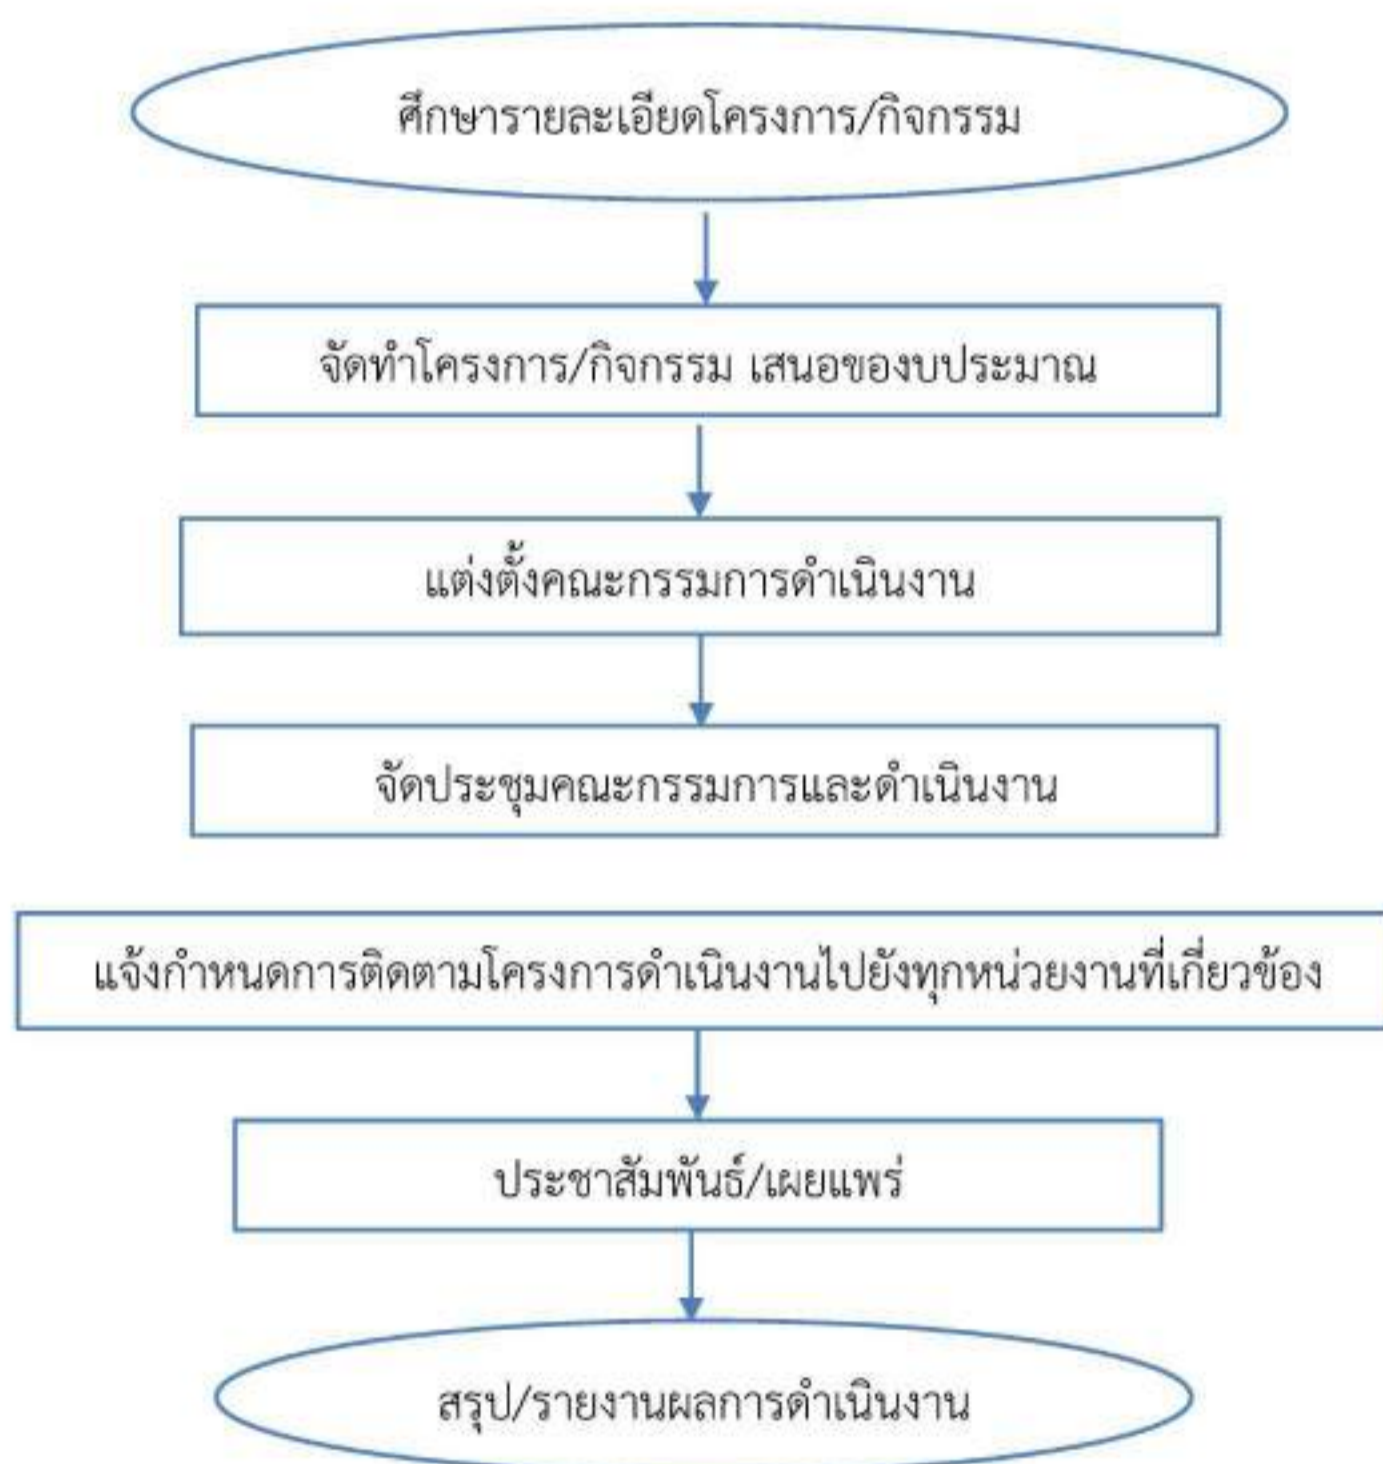 ศึกษารายละเอียดโครงการ/กิจกรรม
จัดทำโครงการ/กิจกรรม เสนอของบประมาณ
แต่งตั้งคณะกรรมการดำเนินงาน
จัดประชุมคณะกรรมการและดำเนินงาน
แจ้งกำหนดการติดตามโครงการดำเนินงานไปยังทุกหน่วยงานที่เกี่ยวข้อง
ประชาสัมพันธ์/เผยแพร่
สรุป/รายงานผลการดำเนินงาน